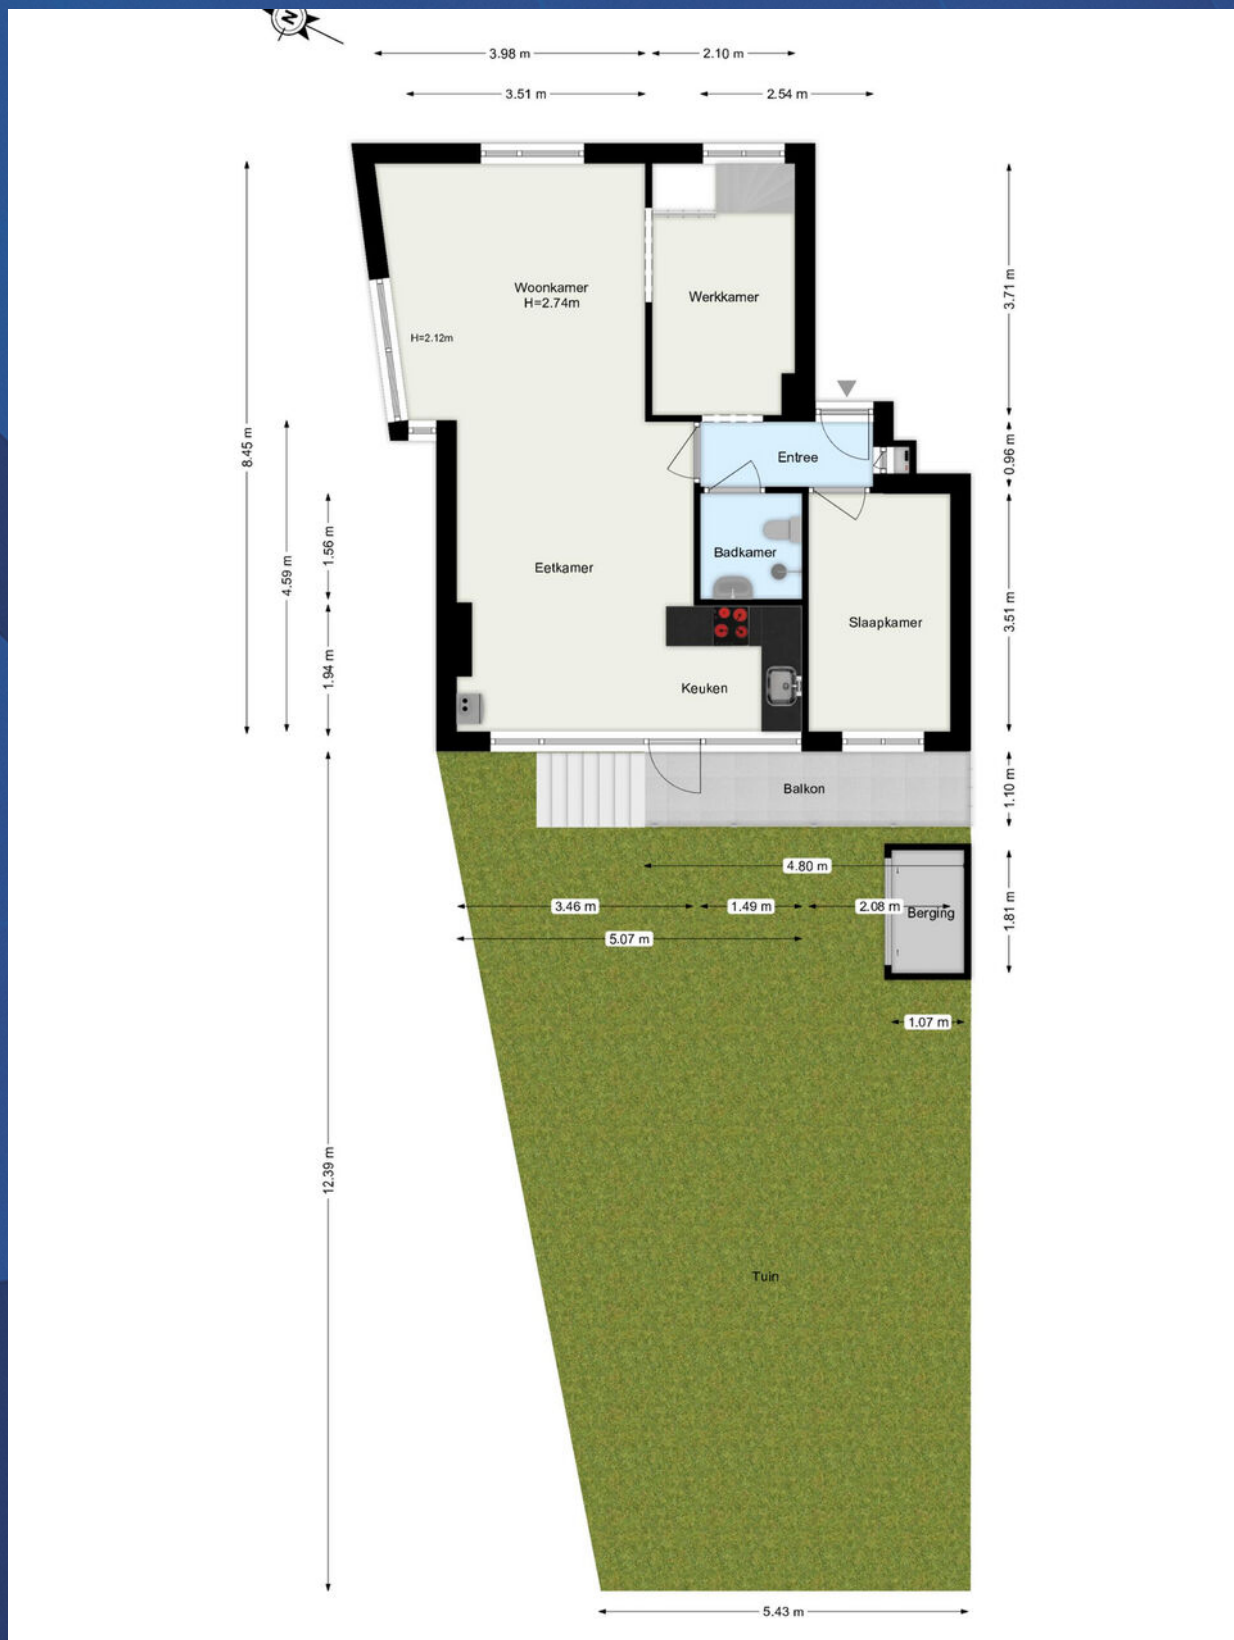 N
3.98 m
2.10 m
3.51 m
2.54 m
Woonkamer
H=2.74m
Werkkamer
3.71 m
H=2.12m
8.45 m
0.96 m
Entree
1.56 m
4.59 m
Badkamer
Eetkamer
3.51 m
Slaapkamer
1.94 m
Keuken
Balkon
1.10 m
4.80 m
3.46 m
1.49 m
2.08 m
Berging
1.81 m
5.07 m
1.07 m
12.39 m
Tuin
5.43 m